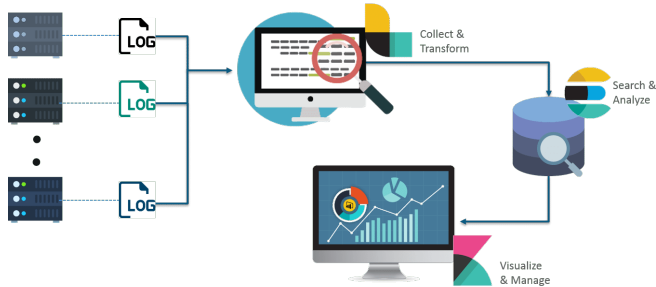 LOG
Collect &
Transform
LOG
Search &
Analyze
LOG
Visualize
& Manage